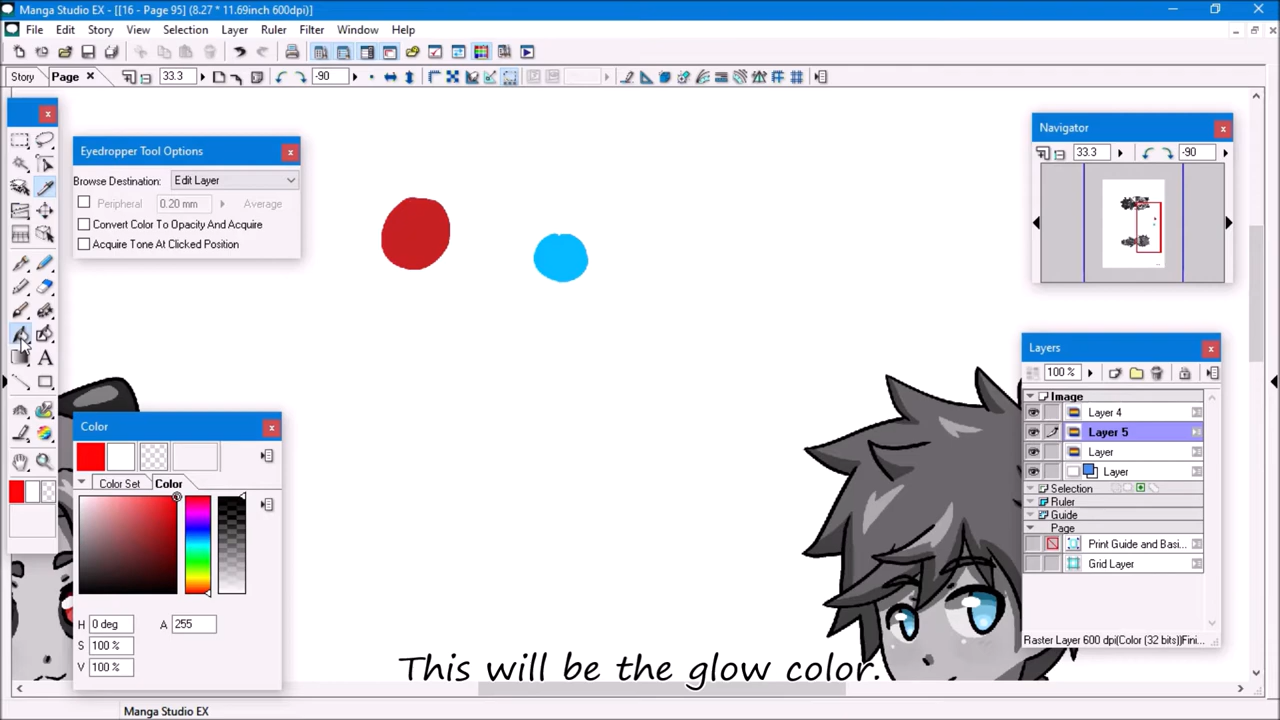 Manga Studio EX - [[16 - Page 95] (8.27 * 11.69inch 600dpi)]
File Edit Story View Selection Layer Ruler Filter Window Help
Story Page 33.3 -90
Eyedropper Tool Options
Browse Destination: Edit Layer
Peripheral 0.20 mm Average
Convert Color To Opacity And Acquire
Acquire Tone At Clicked Position
Navigator
33.3 -90
Layers
100 %
Image
Layer 4
Layer 5
Layer
Layer
Selection
Ruler
Guide
Page
Print Guide and Basi...
Grid Layer
Raster Layer 600 dpi(Color (32 bits))Fini...
A
Color
Color Set Color
H 0 deg A 255
S 100 %
V 100 %
This will be the glow color.
Manga Studio EX